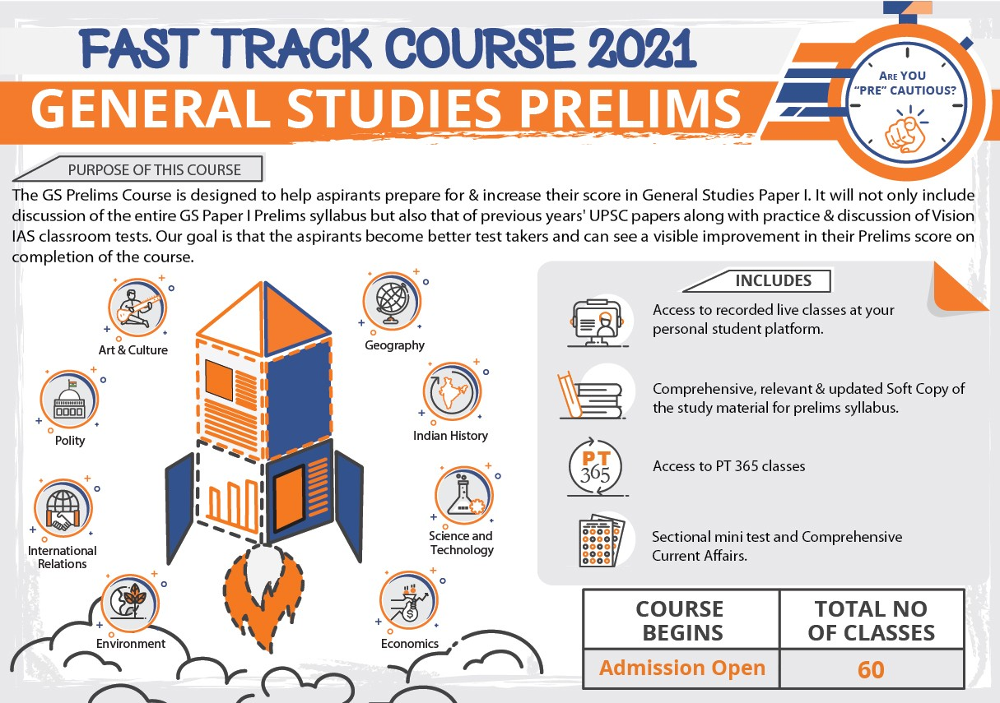 FAST TRACK COURSE 2021
GENERAL STUDIES PRELIMS
ARE YOU
“PRE” CAUTIOUS?
PURPOSE OF THIS COURSE
The GS Prelims Course is designed to help aspirants prepare for & increase their score in General Studies Paper I. It will not only include
discussion of the entire GS Paper I Prelims syllabus but also that of previous years' UPSC papers along with practice & discussion of Vision
IAS classroom tests. Our goal is that the aspirants become better test takers and can see a visible improvement in their Prelims score on
completion of the course.
Art & Culture
Geography
Polity
Indian History
International
Relations
Science and
Technology
Environment
Economics
INCLUDES
Access to recorded live classes at your
personal student platform.
Comprehensive, relevant & updated Soft Copy of
the study material for prelims syllabus.
PT
365
Access to PT 365 classes
Sectional mini test and Comprehensive
Current Affairs.
COURSE
BEGINS
TOTAL NO
OF CLASSES
Admission Open
60